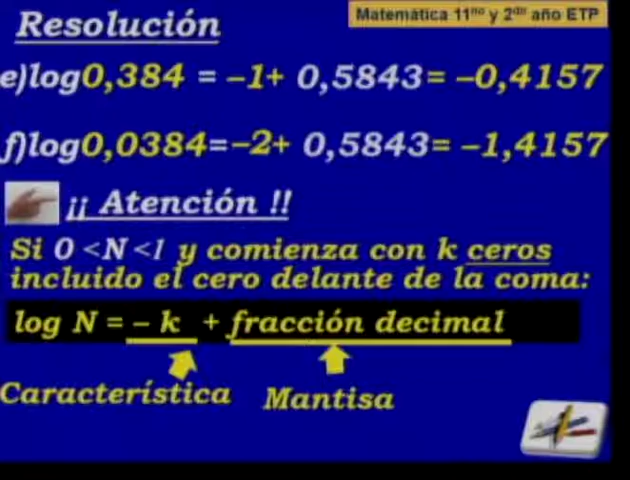 Resolución
Matemática 11no y 2do año ETP
e)log0,384 = –1+ 0,5843= –0,4157
f)log0,0384=–2+ 0,5843= –1,4157
¡¡ Atención !!
Si 0 <N <1 y comienza con k ceros
incluido el cero delante de la coma:
log N = – k + fracción decimal
Característica Mantisa